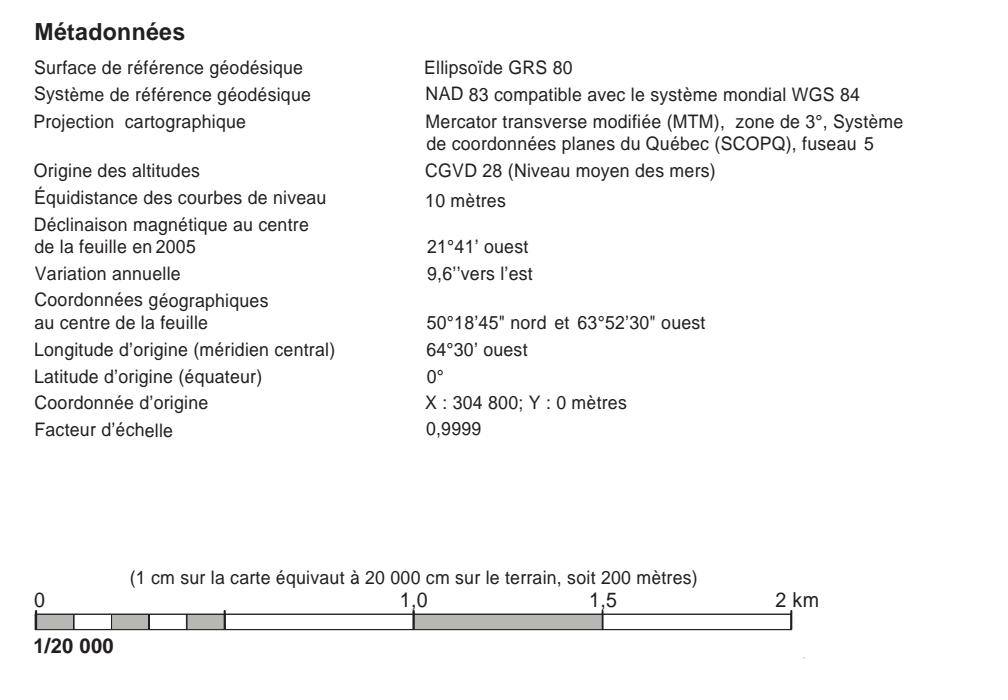 Métadonnées
Surface de référence géodésique Ellipsoïde GRS 80
Système de référence géodésique NAD 83 compatible avec le système mondial WGS 84
Projection cartographique Mercator transverse modifiée (MTM), zone de 3°, Système
de coordonnées planes du Québec (SCOPQ), fuseau 5
Origine des altitudes CGVD 28 (Niveau moyen des mers)
Équidistance des courbes de niveau 10 mètres
Déclinaison magnétique au centre
de la feuille en 2005 21°41' ouest
Variation annuelle 9,6''vers l'est
Coordonnées géographiques
au centre de la feuille 50°18'45" nord et 63°52'30" ouest
Longitude d'origine (méridien central) 64°30' ouest
Latitude d'origine (équateur) 0°
Coordonnée d'origine X : 304 800; Y : 0 mètres
Facteur d'échelle 0,9999
(1 cm sur la carte équivaut à 20 000 cm sur le terrain, soit 200 mètres)
0 1,0 1,5 2 km
1/20 000